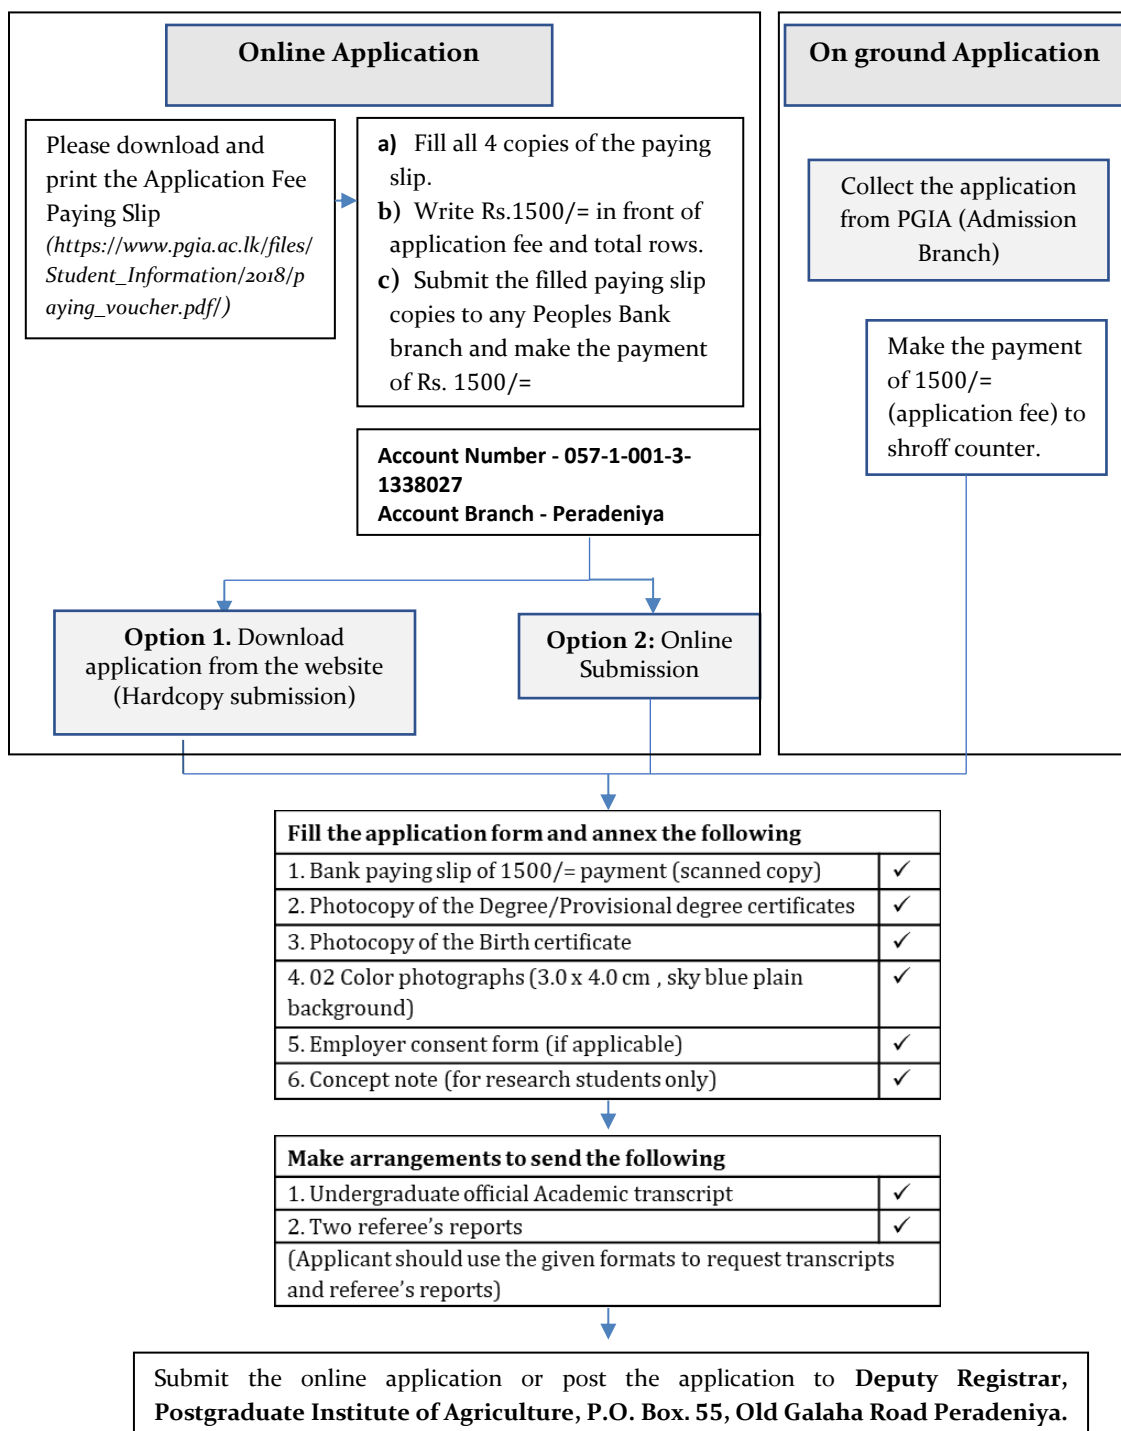 Online Application
Please download and
print the Application Fee
Paying Slip
(https://www.pgia.ac.lk/files/
Student_Information/2018/p
aying_voucher.pdf/)
a) Fill all 4 copies of the paying
slip.
b) Write Rs.1500/= in front of
application fee and total rows.
c) Submit the filled paying slip
copies to any Peoples Bank
branch and make the payment
of Rs. 1500/=
Account Number - 057-1-001-3-
1338027
Account Branch - Peradeniya
Option 1. Download
application from the website
(Hardcopy submission)
Option 2: Online
Submission
On ground Application
Collect the application
from PGIA (Admission
Branch)
Make the payment
of 1500/=
(application fee) to
shroff counter.
Fill the application form and annex the following
1. Bank paying slip of 1500/= payment (scanned copy) ✓
2. Photocopy of the Degree/Provisional degree certificates ✓
3. Photocopy of the Birth certificate ✓
4. 02 Color photographs (3.0 x 4.0 cm , sky blue plain ✓
background)
5. Employer consent form (if applicable) ✓
6. Concept note (for research students only) ✓
Make arrangements to send the following
1. Undergraduate official Academic transcript ✓
2. Two referee's reports ✓
(Applicant should use the given formats to request transcripts
and referee's reports)
Submit the online application or post the application to Deputy Registrar,
Postgraduate Institute of Agriculture, P.O. Box. 55, Old Galaha Road Peradeniya.